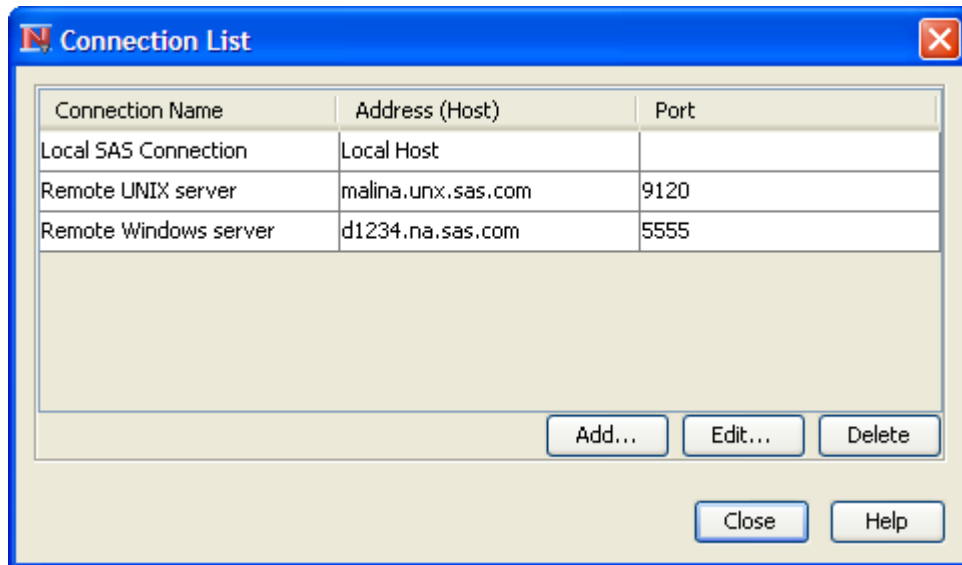 Connection List
Connection Name Address (Host) Port
Local SAS Connection Local Host
Remote UNIX server malina.unx.sas.com 9120
Remote Windows server d1234.na.sas.com 5555
Add... Edit... Delete
Close Help